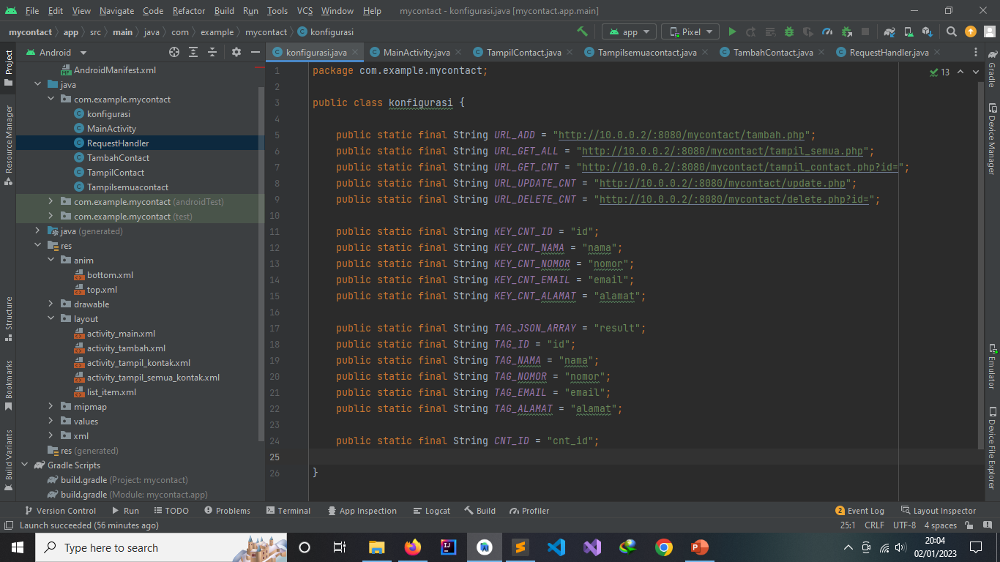 File Edit View Navigate Code Refactor Build Run Tools VCS Window Help mycontact - konfigurasi.java [mycontact.app.main]
mycontact app src main java com example mycontact konfigurasi
app Pixel
Android
konfigurasi.java MainActivity.java TampilContact.java Tampilsemuacontact.java TambahContact.java RequestHandler.java
Project
Resource Manager
Structure
Bookmarks
Build Variants
AndroidManifest.xml
java
com.example.mycontact
konfigurasi
MainActivity
RequestHandler
TambahContact
TampilContact
Tampilsemuacontact
com.example.mycontact (androidTest)
com.example.mycontact (test)
java (generated)
res
anim
bottom.xml
top.xml
drawable
layout
activity_main.xml
activity_tambah.xml
activity_tampil_kontak.xml
activity_tampil_semua_kontak.xml
list_item.xml
mipmap
values
xml
res (generated)
Gradle Scripts
build.gradle (Project: mycontact)
build.gradle (Module: mycontact.app)
1 package com.example.mycontact;
2
3 public class konfigurasi {
4
5 public static final String URL_ADD = "http://10.0.0.2/:8080/mycontact/tambah.php";
6 public static final String URL_GET_ALL = "http://10.0.0.2/:8080/mycontact/tampil_semua.php";
7 public static final String URL_GET_CNT = "http://10.0.0.2/:8080/mycontact/tampil_contact.php?id=";
8 public static final String URL_UPDATE_CNT = "http://10.0.0.2/:8080/mycontact/update.php";
9 public static final String URL_DELETE_CNT = "http://10.0.0.2/:8080/mycontact/delete.php?id=";
10
11 public static final String KEY_CNT_ID = "id";
12 public static final String KEY_CNT_NAMA = "nama";
13 public static final String KEY_CNT_NOMOR = "nomor";
14 public static final String KEY_CNT_EMAIL = "email";
15 public static final String KEY_CNT_ALAMAT = "alamat";
16
17 public static final String TAG_JSON_ARRAY = "result";
18 public static final String TAG_ID = "id";
19 public static final String TAG_NAMA = "nama";
20 public static final String TAG_NOMOR = "nomor";
21 public static final String TAG_EMAIL = "email";
22 public static final String TAG_ALAMAT = "alamat";
23
24 public static final String CNT_ID = "cnt_id";
25
26 }
13
Gradle
Device Manager
Emulator
Device File Explorer
Version Control Run TODO Problems Terminal App Inspection Logcat Build Profiler 2 Event Log Layout Inspector
Launch succeeded (56 minutes ago) 25:1 CRLF UTF-8 4 spaces
Type here to search
20:04
02/01/2023